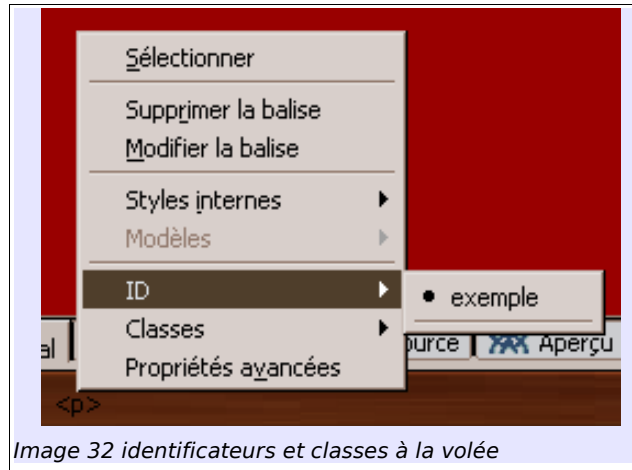 Sélectionner
Supprimer la balise
Modifier la balise
Styles internes
Modèles
ID
exemple
Classes
Propriétés avancées
al
ource
Aperçu
<p>
Image 32 identificateurs et classes à la volée